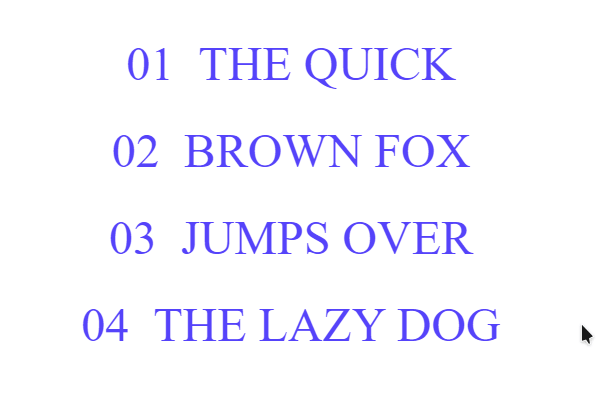 01 THE QUICK
02 BROWN FOX
03 JUMPS OVER
04 THE LAZY DOG